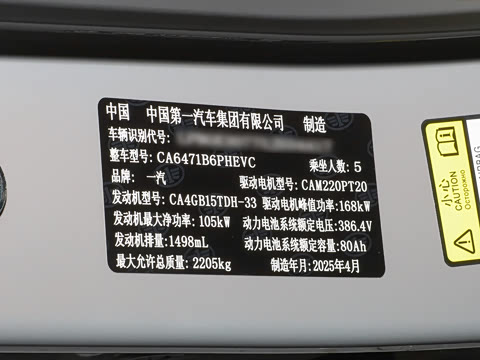 中国 中国第一汽车集团有限公司 制造
车辆识别代号:
整车型号: CA6471B6PHEVC 乘坐人数: 5
品牌: 一汽 驱动电机型号: CAM220PT20
发动机型号: CA4GB15TDH-33 驱动电机峰值功率: 168kW
发动机最大净功率: 105kW 动力电池系统额定电压: 386.4V
发动机排量: 1498mL 动力电池系统额定容量: 80Ah
最大允许总质量: 2205kg 制造年月: 2025年4月
小心
CAUTION
Осторожно